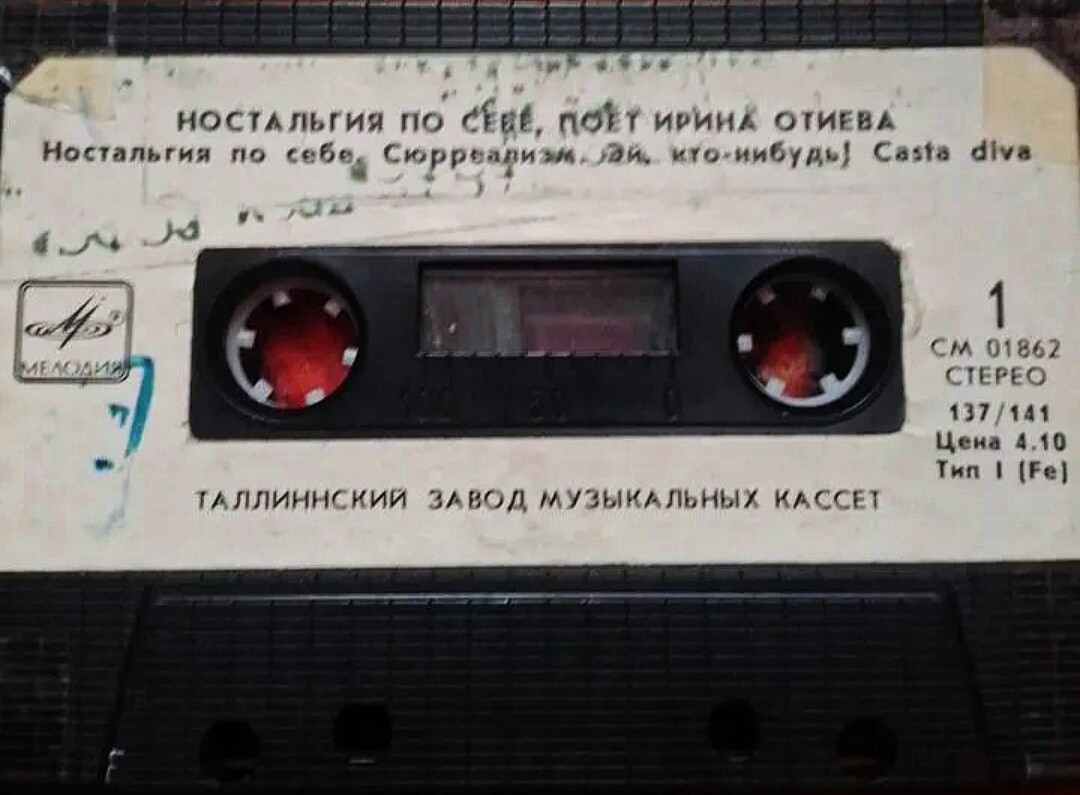 НОСТАЛЬГИЯ ПО СЕБЕ, ПОЕТ ИРИНА ОТИЕВА
Ностальгия по себе, Сюрреализм. Эй, кто-нибудь! Casta diva
МЕЛОДИЯ
1
СМ 01862
СТЕРЕО
137/141
Цена 4.10
Тип I (Fe)
ТАЛЛИННСКИЙ ЗАВОД МУЗЫКАЛЬНЫХ КАССЕТ